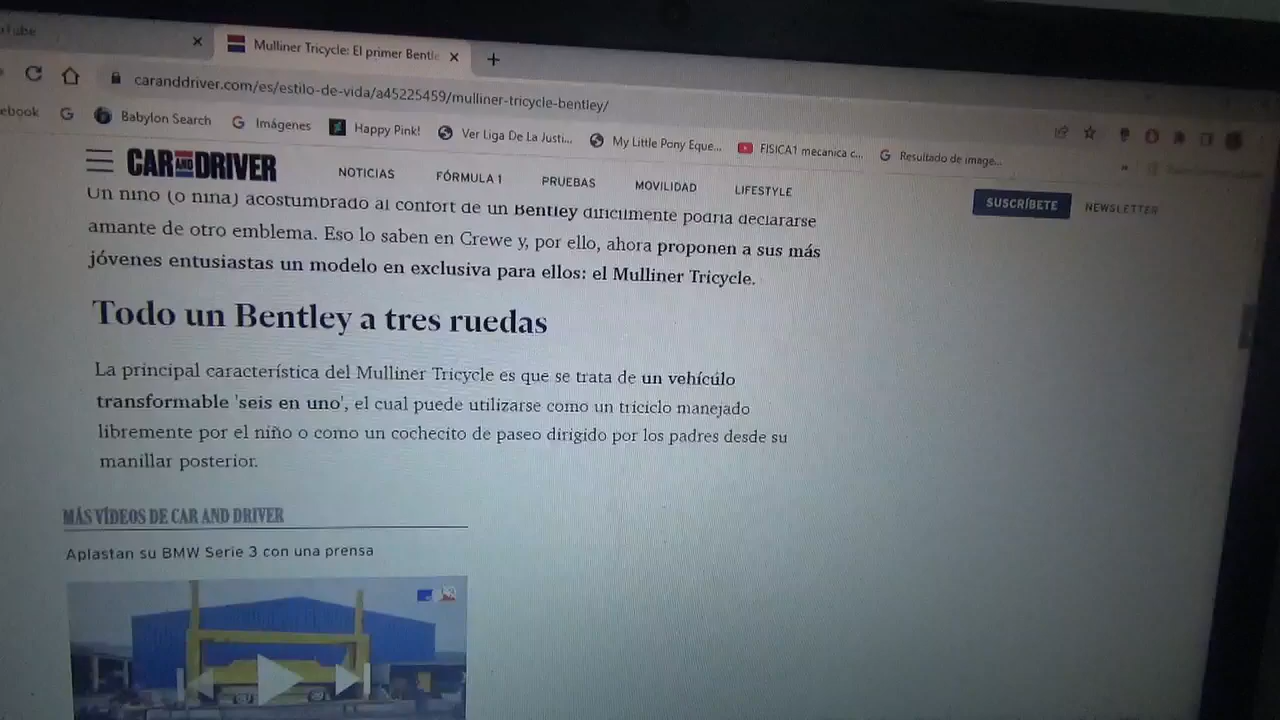 Tube
Mulliner Tricycle: El primer Bentle
caranddriver.com/es/estilo-de-vida/a45225459/mulliner-tricycle-bentley/
ebook
Babylon Search
Imágenes
Happy Pink!
Ver Liga De La Justi...
My Little Pony Eque...
FISICA1 mecanica c...
Resultado de image...
CAR AND DRIVER
NOTICIAS
FÓRMULA 1
PRUEBAS
MOVILIDAD
LIFESTYLE
SUSCRÍBETE
NEWSLETTER
Un niño (o niña) acostumbrado al confort de un Bentley difícilmente podría declararse
amante de otro emblema. Eso lo saben en Crewe y, por ello, ahora proponen a sus más
jóvenes entusiastas un modelo en exclusiva para ellos: el Mulliner Tricycle.
Todo un Bentley a tres ruedas
La principal característica del Mulliner Tricycle es que se trata de un vehículo
transformable 'seis en uno', el cual puede utilizarse como un triciclo manejado
libremente por el niño o como un cochecito de paseo dirigido por los padres desde su
manillar posterior.
MÁS VÍDEOS DE CAR AND DRIVER
Aplastan su BMW Serie 3 con una prensa